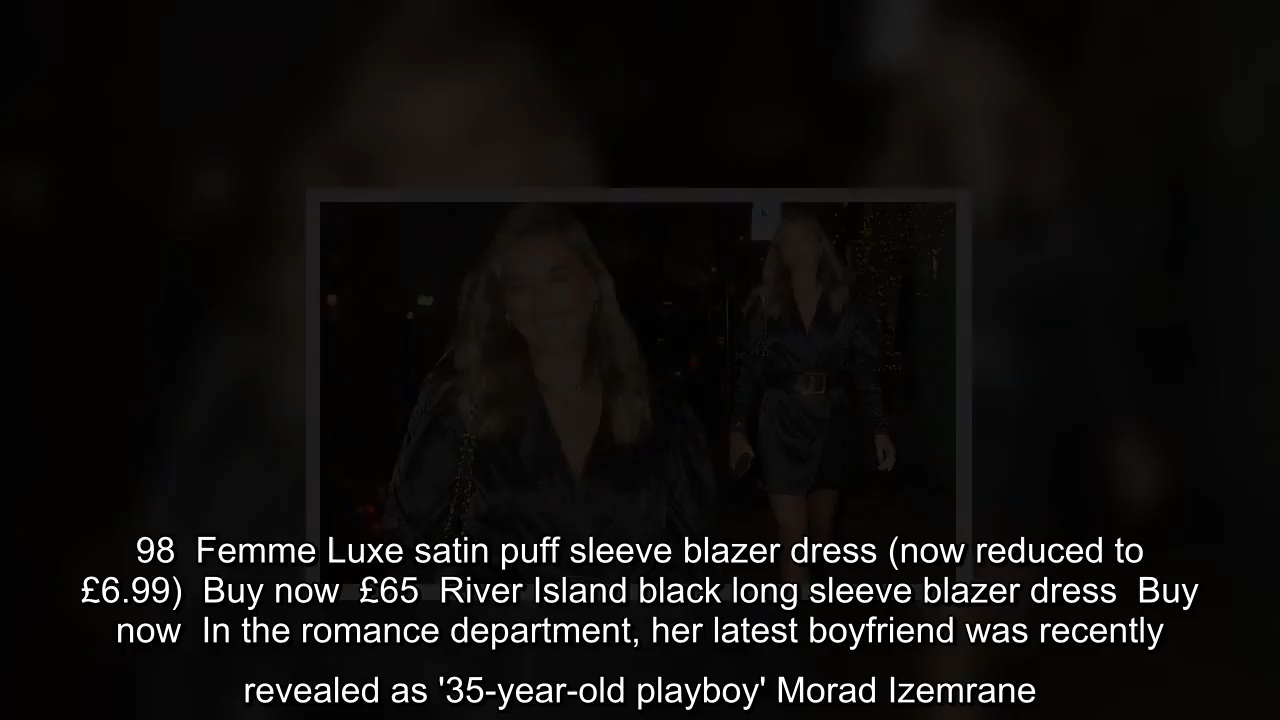 98  Femme Luxe satin puff sleeve blazer dress (now reduced to
£6.99)  Buy now  £65  River Island black long sleeve blazer dress  Buy
now  In the romance department, her latest boyfriend was recently
revealed as '35-year-old playboy' Morad Izemrane